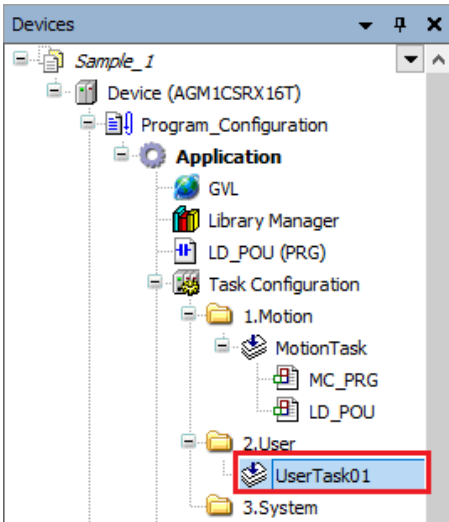 Devices
Sample_1
Device (AGM1CSRX16T)
Program_Configuration
Application
GVL
Library Manager
LD_POU (PRG)
Task Configuration
1.Motion
MotionTask
MC_PRG
LD_POU
2.User
UserTask01
3.System